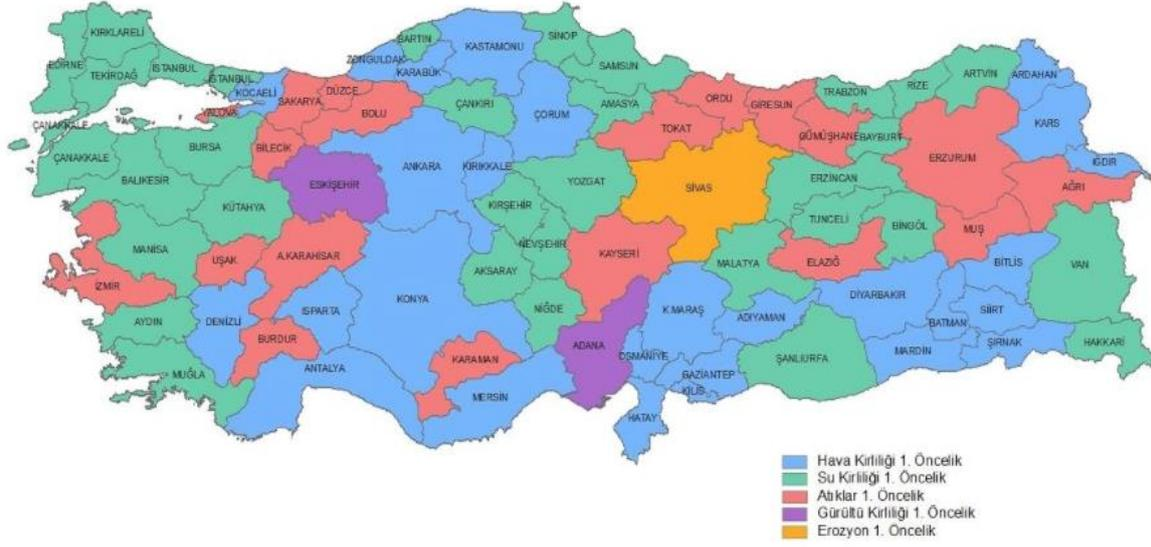 KIRKLARELİ
EDİRNE
TEKİRDAĞ
İSTANBUL
İSTANBUL
KOCAELİ
YALOVA
SAKARYA
DÜZCE
BOLU
ZONGULDAK
BARTIN
KARABÜK
KASTAMONU
SİNOP
SAMSUN
ÇANKIRI
ÇORUM
AMASYA
TOKAT
ORDU
GİRESUN
TRABZON
GÜMÜŞHANE
BAYBURT
RİZE
ARTVİN
ARDAHAN
KARS
IĞDIR
ÇANAKKALE
ÇANAKKALE
BALIKESİR
BURSA
BİLECİK
ESKİŞEHİR
KÜTAHYA
ANKARA
KIRIKKALE
YOZGAT
KIRŞEHİR
SİVAS
ERZİNCAN
ERZURUM
AĞRI
MANİSA
İZMİR
UŞAK
A.KARAHİSAR
KONYA
AKSARAY
NEVŞEHİR
NİĞDE
KAYSERİ
MALATYA
TUNCELİ
ELAZIĞ
BİNGÖL
MUŞ
BİTLİS
VAN
AYDIN
DENİZLİ
ISPARTA
BURDUR
MUĞLA
ANTALYA
KARAMAN
MERSİN
ADANA
OSMANİYE
K.MARAŞ
ADIYAMAN
GAZİANTEP
KİLİS
HATAY
ŞANLIURFA
DİYARBAKIR
BATMAN
SİİRT
MARDİN
ŞIRNAK
HAKKARİ
Hava Kirliliği 1. Öncelik
Su Kirliliği 1. Öncelik
Atıklar 1. Öncelik
Gürültü Kirliliği 1. Öncelik
Erozyon 1. Öncelik